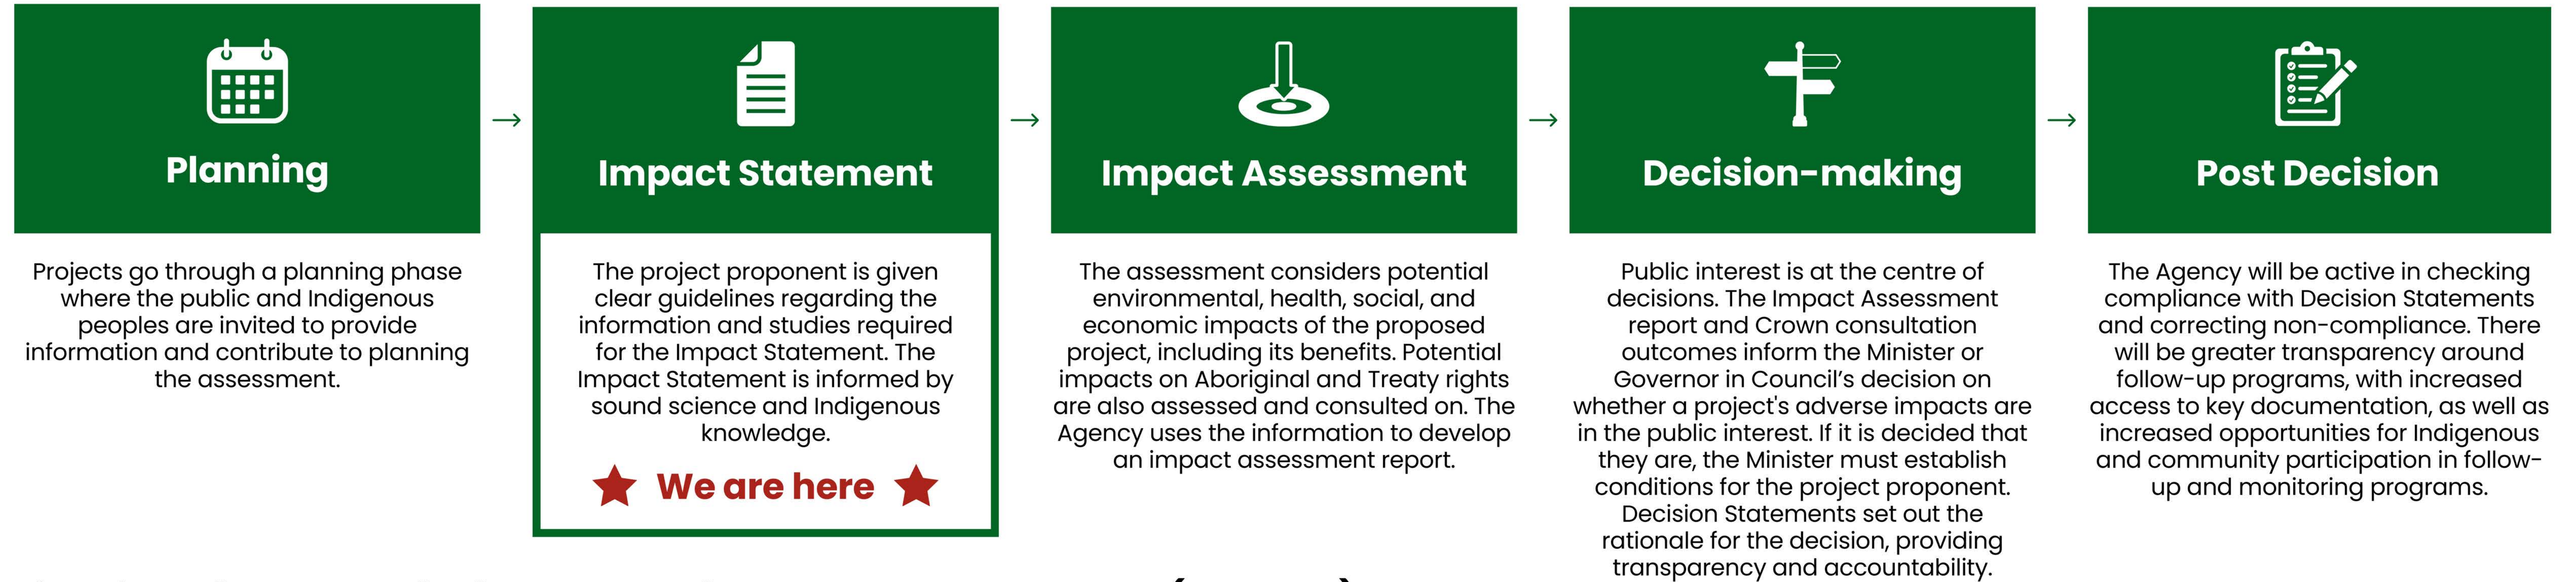 Planning
Projects go through a planning phase
where the public and Indigenous
peoples are invited to provide
information and contribute to planning
the assessment.
Impact Statement
The project proponent is given
clear guidelines regarding the
information and studies required
for the Impact Statement. The
Impact Statement is informed by
sound science and Indigenous
knowledge.
We are here
Impact Assessment
The assessment considers potential
environmental, health, social, and
economic impacts of the proposed
project, including its benefits. Potential
impacts on Aboriginal and Treaty rights
are also assessed and consulted on. The
Agency uses the information to develop
an impact assessment report.
Decision-making
Public interest is at the centre of
decisions. The Impact Assessment
report and Crown consultation
outcomes inform the Minister or
Governor in Council's decision on
whether a project's adverse impacts are
in the public interest. If it is decided that
they are, the Minister must establish
conditions for the project proponent.
Decision Statements set out the
rationale for the decision, providing
transparency and accountability.
Post Decision
The Agency will be active in checking
compliance with Decision Statements
and correcting non-compliance. There
will be greater transparency around
follow-up programs, with increased
access to key documentation, as well as
increased opportunities for Indigenous
and community participation in follow-
up and monitoring programs.